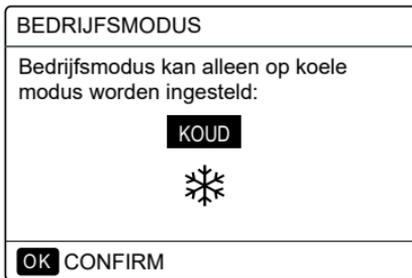 BEDRIJFSMODUS
Bedrijfsmodus kan alleen op koele
modus worden ingesteld:
KOUD
OK CONFIRM